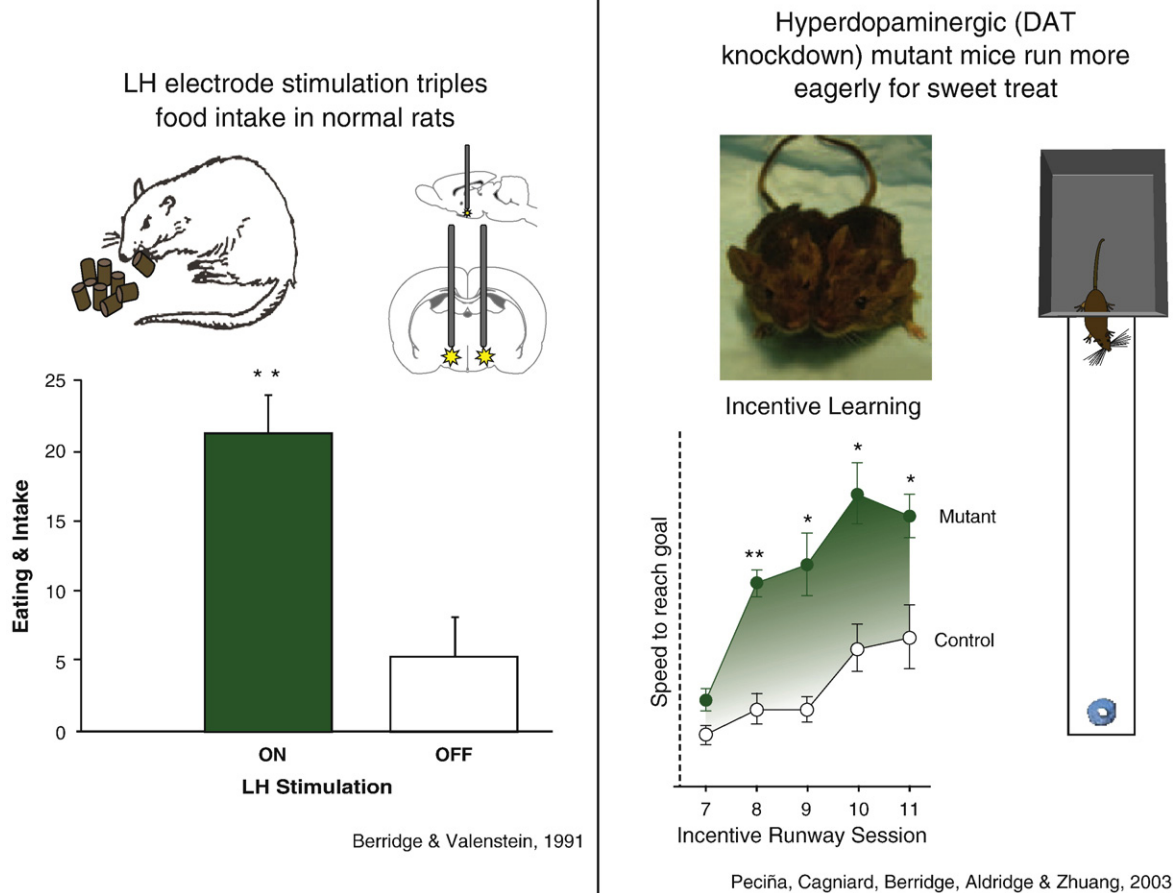 LH electrode stimulation triples
food intake in normal rats
* *
25
20
15
10
5
0
Eating & Intake
ON
OFF
LH Stimulation
Berridge & Valenstein, 1991
Hyperdopaminergic (DAT
knockdown) mutant mice run more
eagerly for sweet treat
Incentive Learning
Speed to reach goal
**
*
*
*
Mutant
Control
7 8 9 10 11
Incentive Runway Session
Peciña, Cagniard, Berridge, Aldridge & Zhuang, 2003